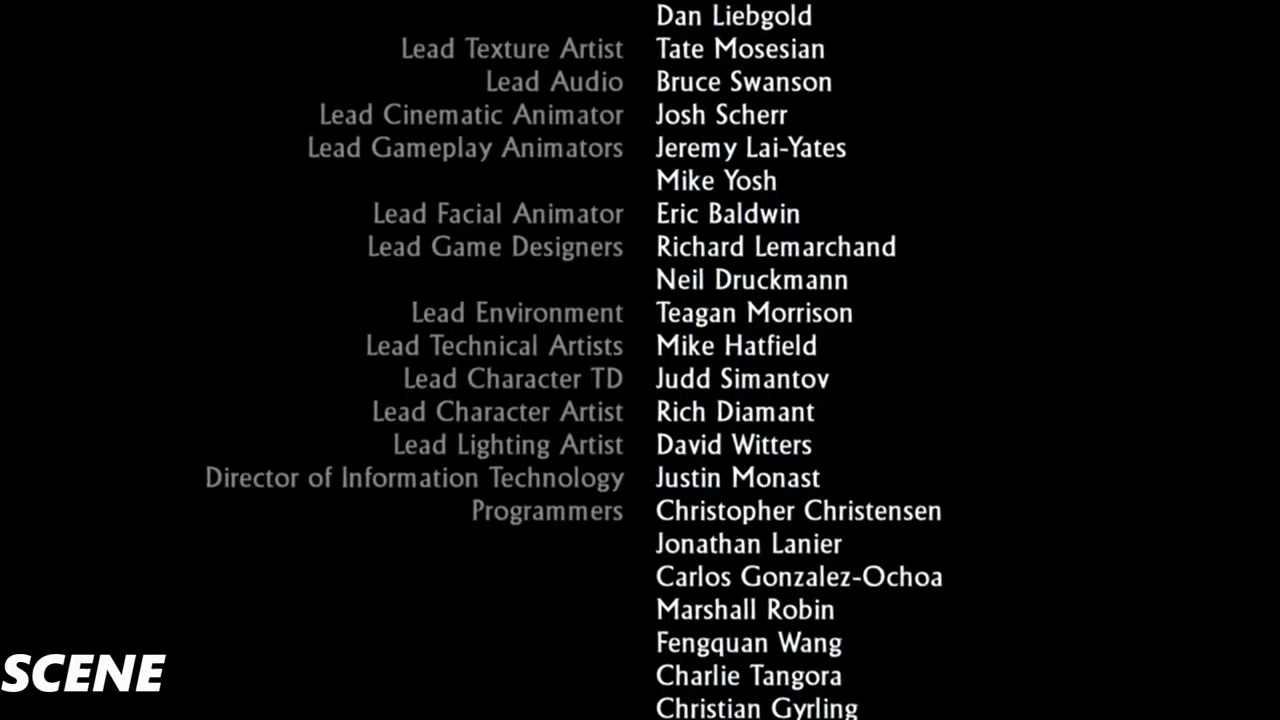 Dan Liebgold
Lead Texture Artist Tate Mosesian
Lead Audio Bruce Swanson
Lead Cinematic Animator Josh Scherr
Lead Gameplay Animators Jeremy Lai-Yates
Mike Yosh
Lead Facial Animator Eric Baldwin
Lead Game Designers Richard Lemarchand
Neil Druckmann
Lead Environment Teagan Morrison
Lead Technical Artists Mike Hatfield
Lead Character TD Judd Simantov
Lead Character Artist Rich Diamant
Lead Lighting Artist David Witters
Director of Information Technology Justin Monast
Programmers Christopher Christensen
Jonathan Lanier
Carlos Gonzalez-Ochoa
Marshall Robin
Fengquan Wang
Charlie Tangora
Christian Gyrling
SCENE